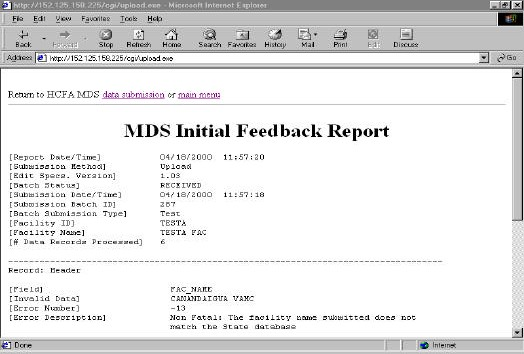 http://152.125.158.225/cgi/upload.exe - Microsoft Internet Explorer
File Edit View Favorites Tools Help
Back Forward Stop Refresh Home Search Favorites History Mail Print Edit Discuss
Address http://152.125.158.225/cgi/upload.exe Go
Return to HCFA MDS data submission or main menu
MDS Initial Feedback Report
[Report Date/Time] 04/18/2000 11:57:20
[Submission Method] Upload
[Edit Specs. Version] 1.03
[Batch Status] RECEIVED
[Submission Date/Time] 04/18/2000 11:57:18
[Submission Batch ID] 287
[Batch Submission Type] Test
[Facility ID] TESTA
[Facility Name] TESTA FAC
[# Data Records Processed] 6
Record: Header
[Field] FAC_NAME
[Invalid Data] CANANDAIGUA VAMC
[Error Number] -13
[Error Description] Non Fatal: The facility name submitted does not
match the State database
Done Internet